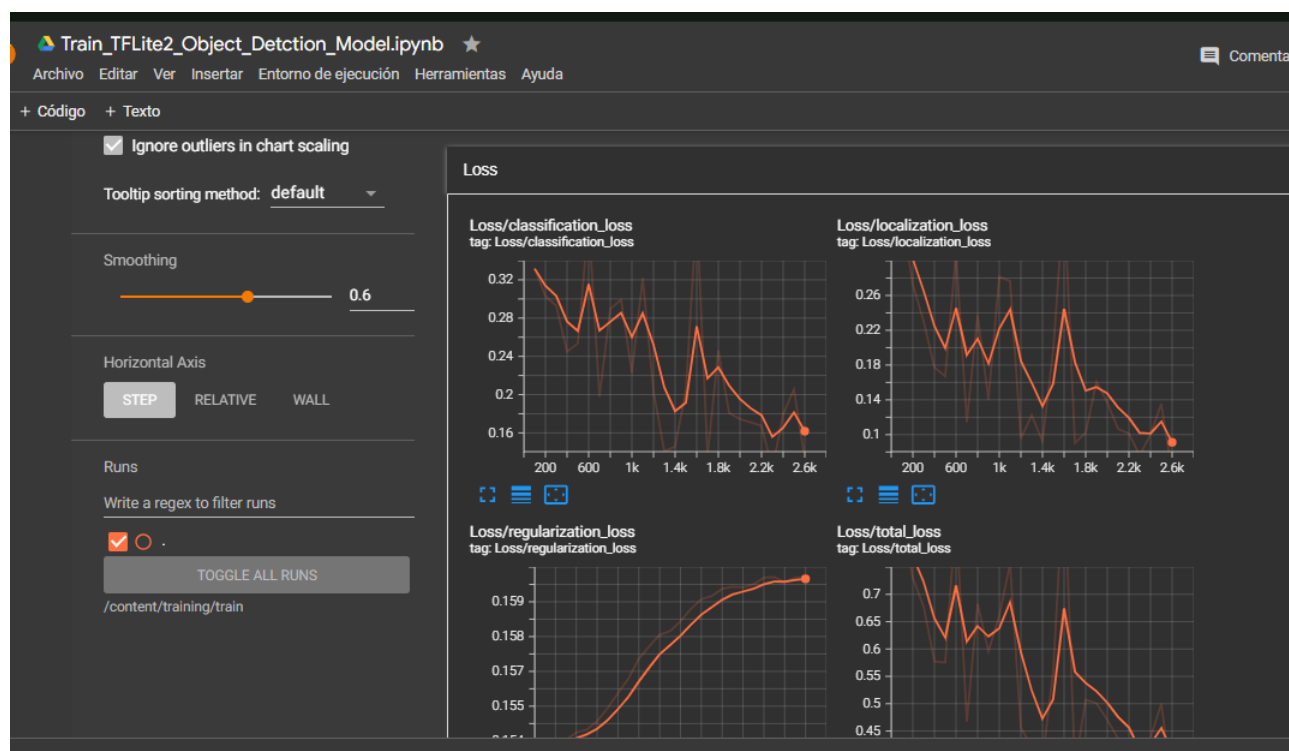 Train_TFLite2_Object_Detction_Model.ipynb
Comenta
Archivo Editar Ver Insertar Entorno de ejecución Herramientas Ayuda
+ Código + Texto
Ignore outliers in chart scaling
Tooltip sorting method: default
Smoothing
0.6
Horizontal Axis
STEP RELATIVE WALL
Runs
Write a regex to filter runs
.
TOGGLE ALL RUNS
/content/training/train
Loss
Loss/classification_loss
tag: Loss/classification_loss
0.32
0.28
0.24
0.2
0.16
200 600 1k 1.4k 1.8k 2.2k 2.6k
Loss/localization_loss
tag: Loss/localization_loss
0.26
0.22
0.18
0.14
0.1
200 600 1k 1.4k 1.8k 2.2k 2.6k
Loss/regularization_loss
tag: Loss/regularization_loss
0.159
0.158
0.157
0.155
Loss/total_loss
tag: Loss/total_loss
0.7
0.65
0.6
0.55
0.5
0.45